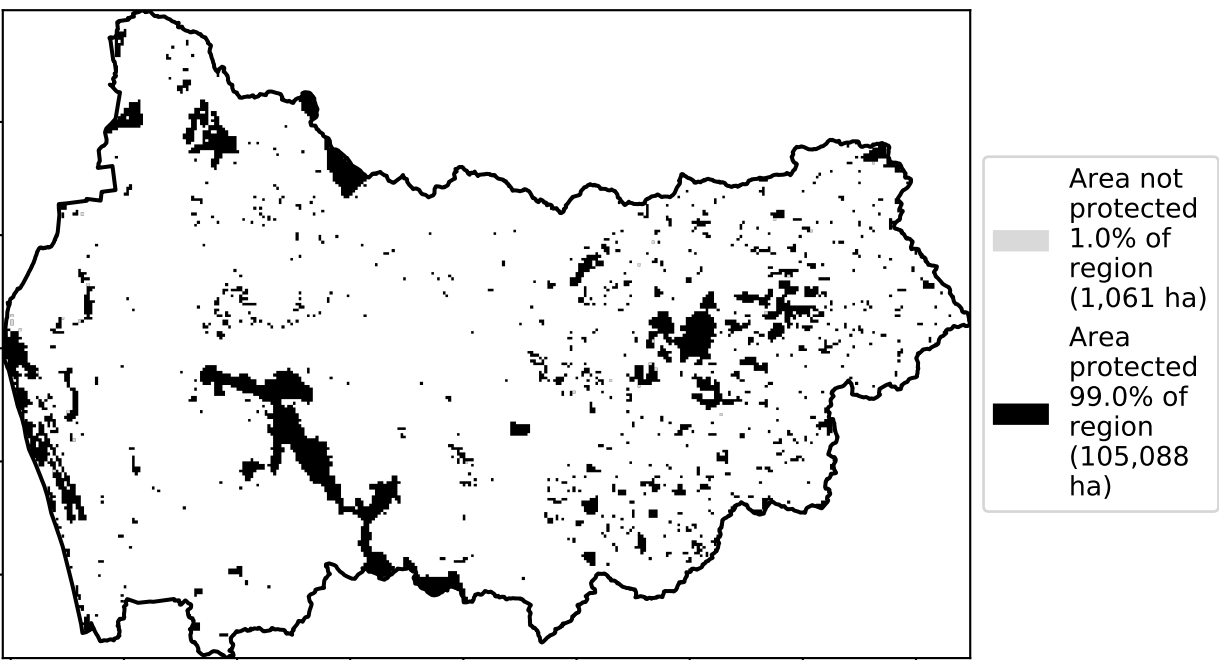 Area not
protected
1.0% of
region
(1,061 ha)
Area
protected
99.0% of
region
(105,088
ha)